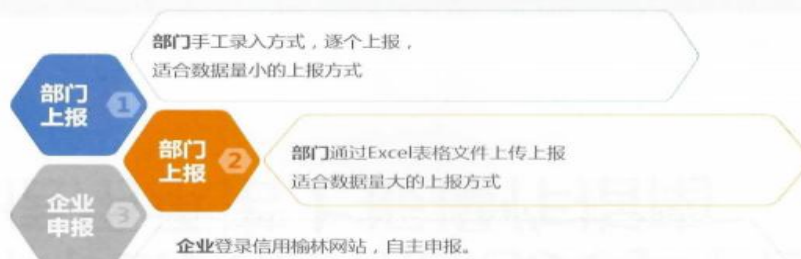 部门手工录入方式，逐个上报，
适合数据量小的上报方式
部门
上报
1
部门
上报
2
部门通过Excel表格文件上传上报
适合数据量大的上报方式
企业
申报
3
企业登录信用榆林网站，自主申报。